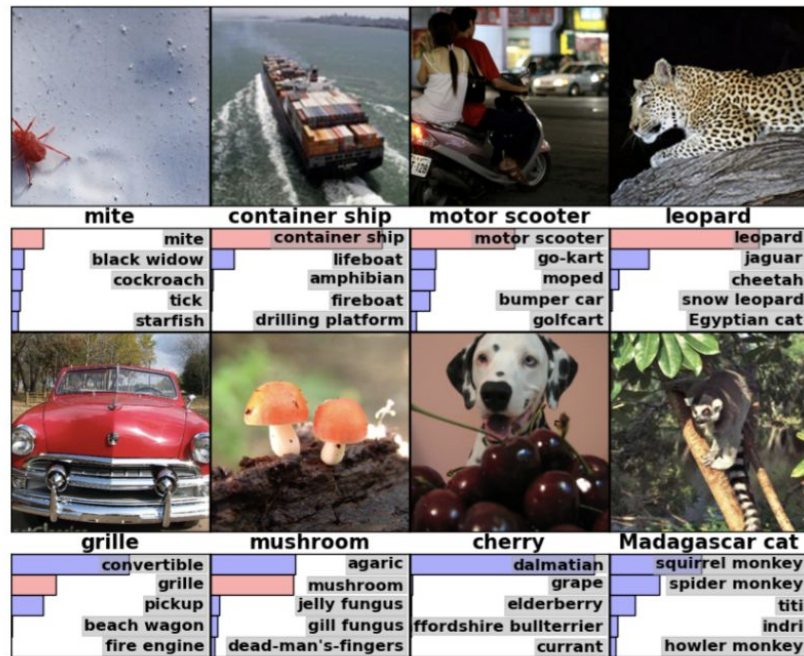 mite
container ship
motor scooter
leopard
mite
black widow
cockroach
tick
starfish
container ship
lifeboat
amphibian
fireboat
drilling platform
motor scooter
go-kart
moped
bumper car
golfcart
leopard
jaguar
cheetah
snow leopard
Egyptian cat
grille
mushroom
cherry
Madagascar cat
convertible
grille
pickup
beach wagon
fire engine
agaric
mushroom
jelly fungus
gill fungus
dead-man's-fingers
dalmatian
grape
elderberry
ffordshire bullterrier
currant
squirrel monkey
spider monkey
titi
indri
howler monkey